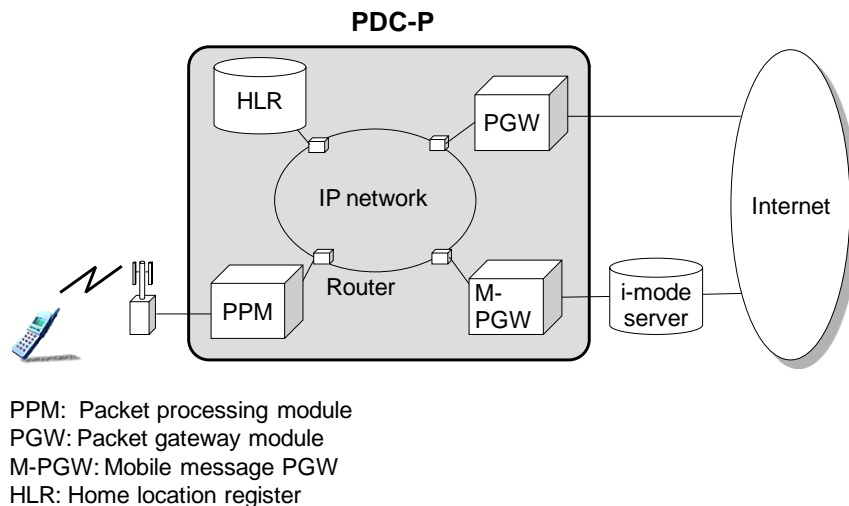 PDC-P
HLR
PGW
IP network
Internet
Router
PPM
M-
PGW
i-mode
server
PPM: Packet processing module
PGW: Packet gateway module
M-PGW: Mobile message PGW
HLR: Home location register